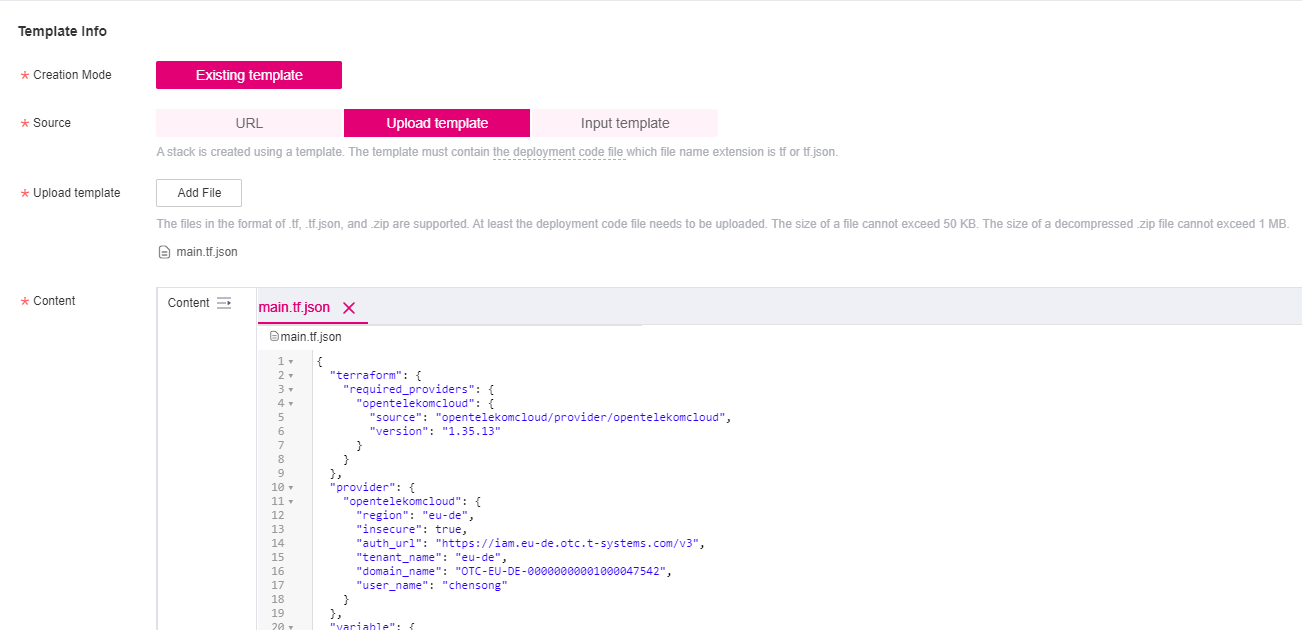 Template Info
* Creation Mode
Existing template
* Source
URL
Upload template
Input template
A stack is created using a template. The template must contain the deployment code file which file name extension is tf or tf.json.
* Upload template
Add File
The files in the format of .tf, .tf.json, and .zip are supported. At least the deployment code file needs to be uploaded. The size of a file cannot exceed 50 KB. The size of a decompressed .zip file cannot exceed 1 MB.
main.tf.json
* Content
Content
main.tf.json
main.tf.json
1 {
2 "terraform": {
3 "required_providers": {
4 "opentelekomcloud": {
5 "source": "opentelekomcloud/provider/opentelekomcloud",
6 "version": "1.35.13"
7 }
8 }
9 },
10 "provider": {
11 "opentelekomcloud": {
12 "region": "eu-de",
13 "insecure": true,
14 "auth_url": "https://iam.eu-de.otc.t-systems.com/v3",
15 "tenant_name": "eu-de",
16 "domain_name": "OTC-EU-DE-00000000001000047542",
17 "user_name": "chensong"
18 }
19 },
20 "variable": {